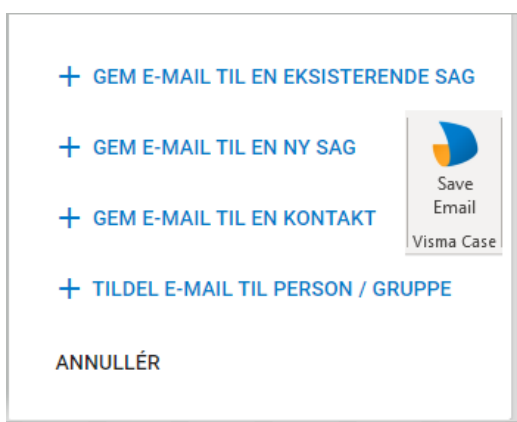 + GEM E-MAIL TIL EN EKSISTERENDE SAG
+ GEM E-MAIL TIL EN NY SAG
Save
Email
Visma Case
+ GEM E-MAIL TIL EN KONTAKT
+ TILDEL E-MAIL TIL PERSON / GRUPPE
ANNULLÉR